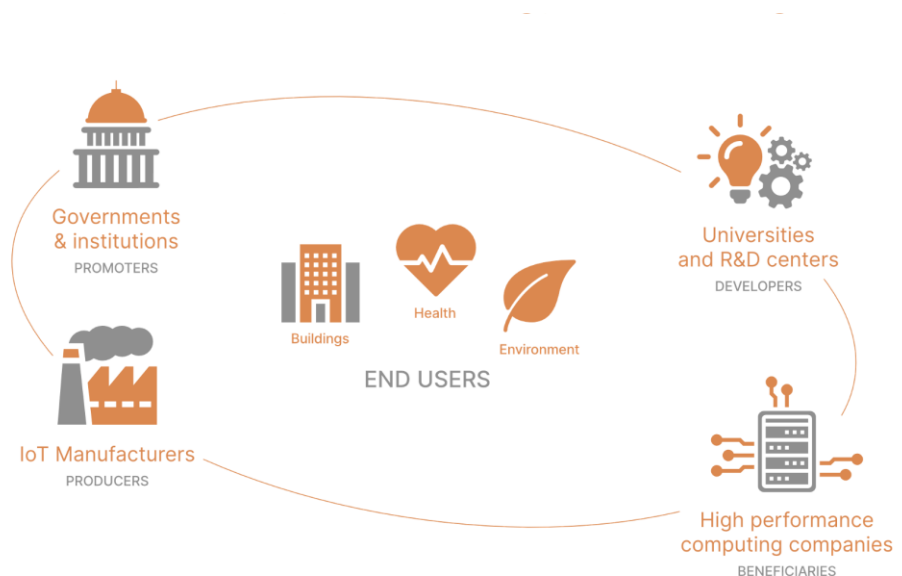 Governments
& institutions
PROMOTERS
Universities
and R&D centers
DEVELOPERS
Buildings
Health
Environment
END USERS
IoT Manufacturers
PRODUCERS
High performance
computing companies
BENEFICIARIES